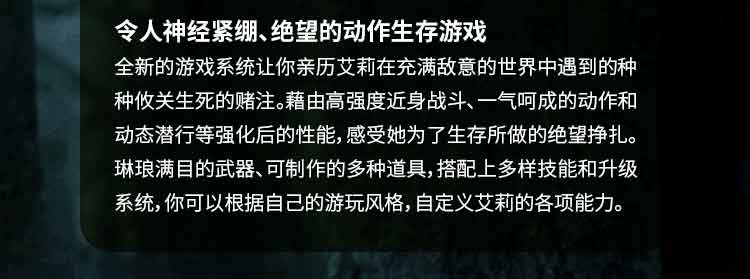 令人神经紧绷、绝望的动作生存游戏
全新的游戏系统让你亲历艾莉在充满敌意的世界中遇到的种
种攸关生死的赌注。藉由高强度近身战斗、一气呵成的动作和
动态潜行等强化后的性能，感受她为了生存所做的绝望挣扎。
琳琅满目的武器、可制作的多种道具，搭配上多样技能和升级
系统，你可以根据自己的游玩风格，自定义艾莉的各项能力。